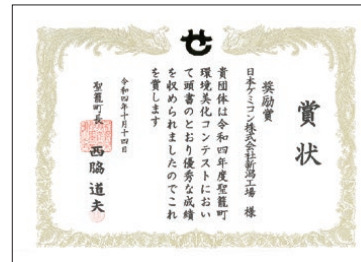 賞状
奨励賞
日本ケミコン株式会社新潟工場 様
貴団体は令和四年度聖籠町
環境美化コンテストにおい
て頭書のとおり優秀な成績
を収められましたのでこれ
を賞します
令和四年十月十四日
聖籠町長 西脇 道夫